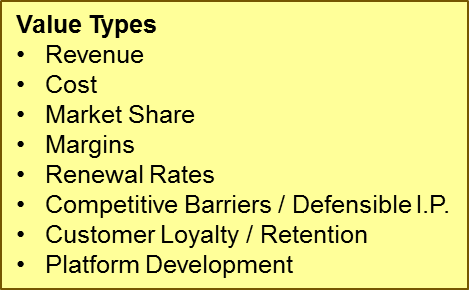 Value Types
• Revenue
• Cost
• Market Share
• Margins
• Renewal Rates
• Competitive Barriers / Defensible I.P.
• Customer Loyalty / Retention
• Platform Development